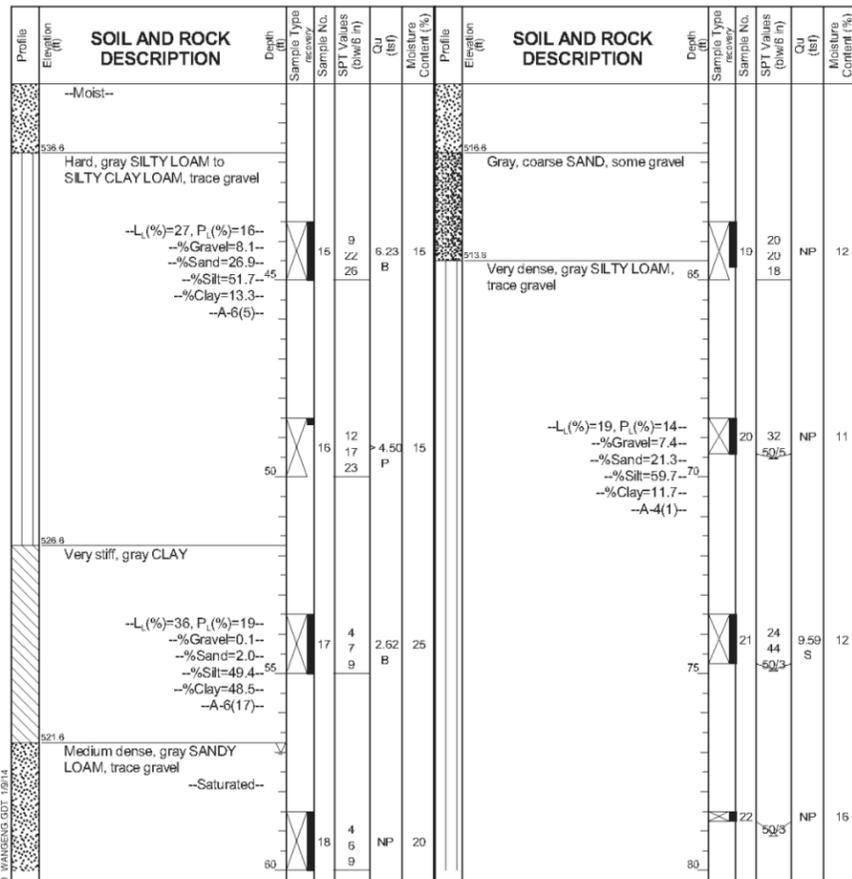 Profile
Elevation (ft)
SOIL AND ROCK
DESCRIPTION
Depth (ft)
Sample Type
recovery
Sample No.
SPT Values (blw/6 in)
Qu (tsf)
Moisture Content (%)
--Moist--
536.6
Hard, gray SILTY LOAM to
SILTY CLAY LOAM, trace gravel
--LL(%)=27, PL(%)=16--
--%Gravel=8.1--
--%Sand=26.9--
--%Silt=51.7--
45
--%Clay=13.3--
--A-6(5)--
15
9
22
26
6.23
B
15
16
12
17
23
> 4.50
P
15
50
526.6
Very stiff, gray CLAY
--LL(%)=36, PL(%)=19--
--%Gravel=0.1--
--%Sand=2.0--
--%Silt=49.4--
55
--%Clay=48.5--
--A-6(17)--
17
4
7
9
2.62
B
25
521.6
Medium dense, gray SANDY
LOAM, trace gravel
--Saturated--
18
4
6
9
NP
20
60
WANGENG.GDT 1/9/14
Profile
Elevation (ft)
SOIL AND ROCK
DESCRIPTION
Depth (ft)
Sample Type
recovery
Sample No.
SPT Values (blw/6 in)
Qu (tsf)
Moisture Content (%)
516.6
Gray, coarse SAND, some gravel
19
20
20
18
NP
12
513.8
Very dense, gray SILTY LOAM,
trace gravel
65
--LL(%)=19, PL(%)=14--
--%Gravel=7.4--
--%Sand=21.3--
--%Silt=59.7--
70
--%Clay=11.7--
--A-4(1)--
20
32
50/5
NP
11
21
24
44
50/3
9.59
S
12
75
22
50/3
NP
16
80